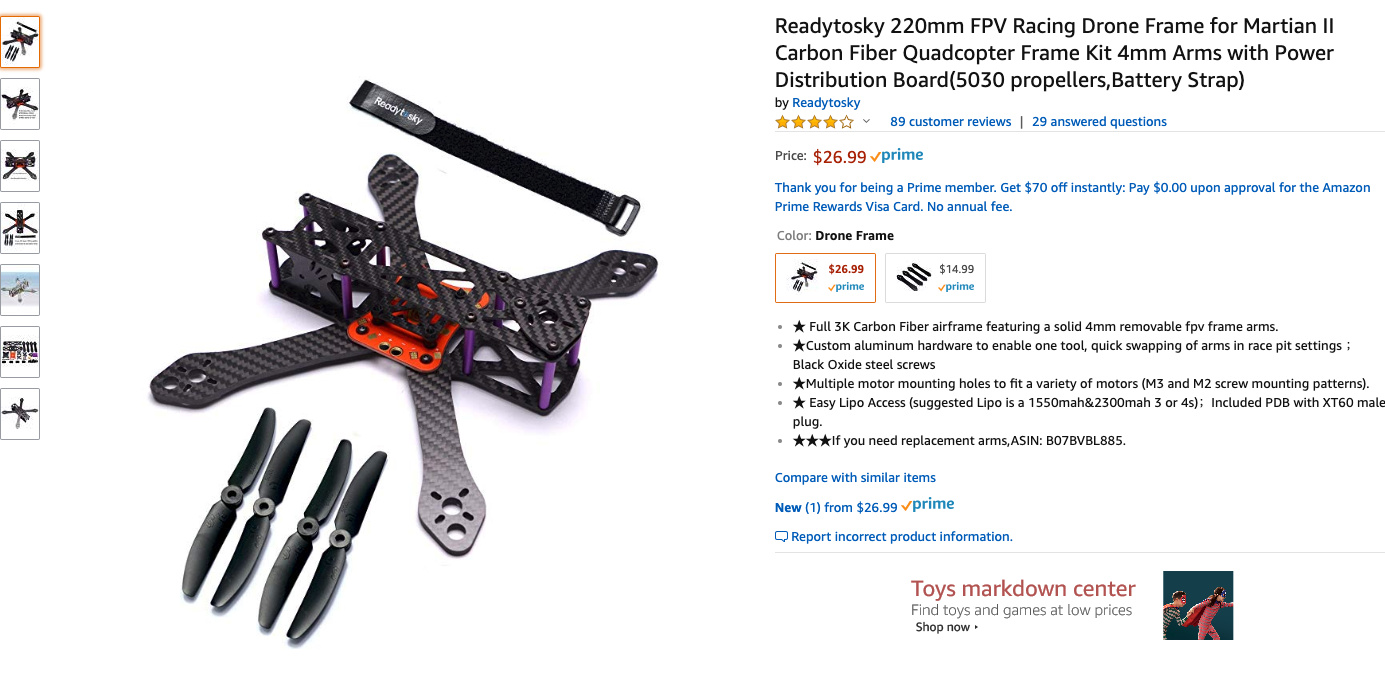 Readytosky
Readytosky 220mm FPV Racing Drone Frame for Martian II
Carbon Fiber Quadcopter Frame Kit 4mm Arms with Power
Distribution Board(5030 propellers,Battery Strap)
by Readytosky
89 customer reviews | 29 answered questions
Price: $26.99 prime
Thank you for being a Prime member. Get $70 off instantly: Pay $0.00 upon approval for the Amazon
Prime Rewards Visa Card. No annual fee.
Color: Drone Frame
$26.99 $14.99
prime prime
★ Full 3K Carbon Fiber airframe featuring a solid 4mm removable fpv frame arms.
★Custom aluminum hardware to enable one tool, quick swapping of arms in race pit settings；
Black Oxide steel screws
★Multiple motor mounting holes to fit a variety of motors (M3 and M2 screw mounting patterns).
★ Easy Lipo Access (suggested Lipo is a 1550mah&2300mah 3 or 4s)；Included PDB with XT60 male
plug.
★★★If you need replacement arms,ASIN: B07BVBL885.
Compare with similar items
New (1) from $26.99 prime
Report incorrect product information.
Toys markdown center
Find toys and games at low prices
Shop now